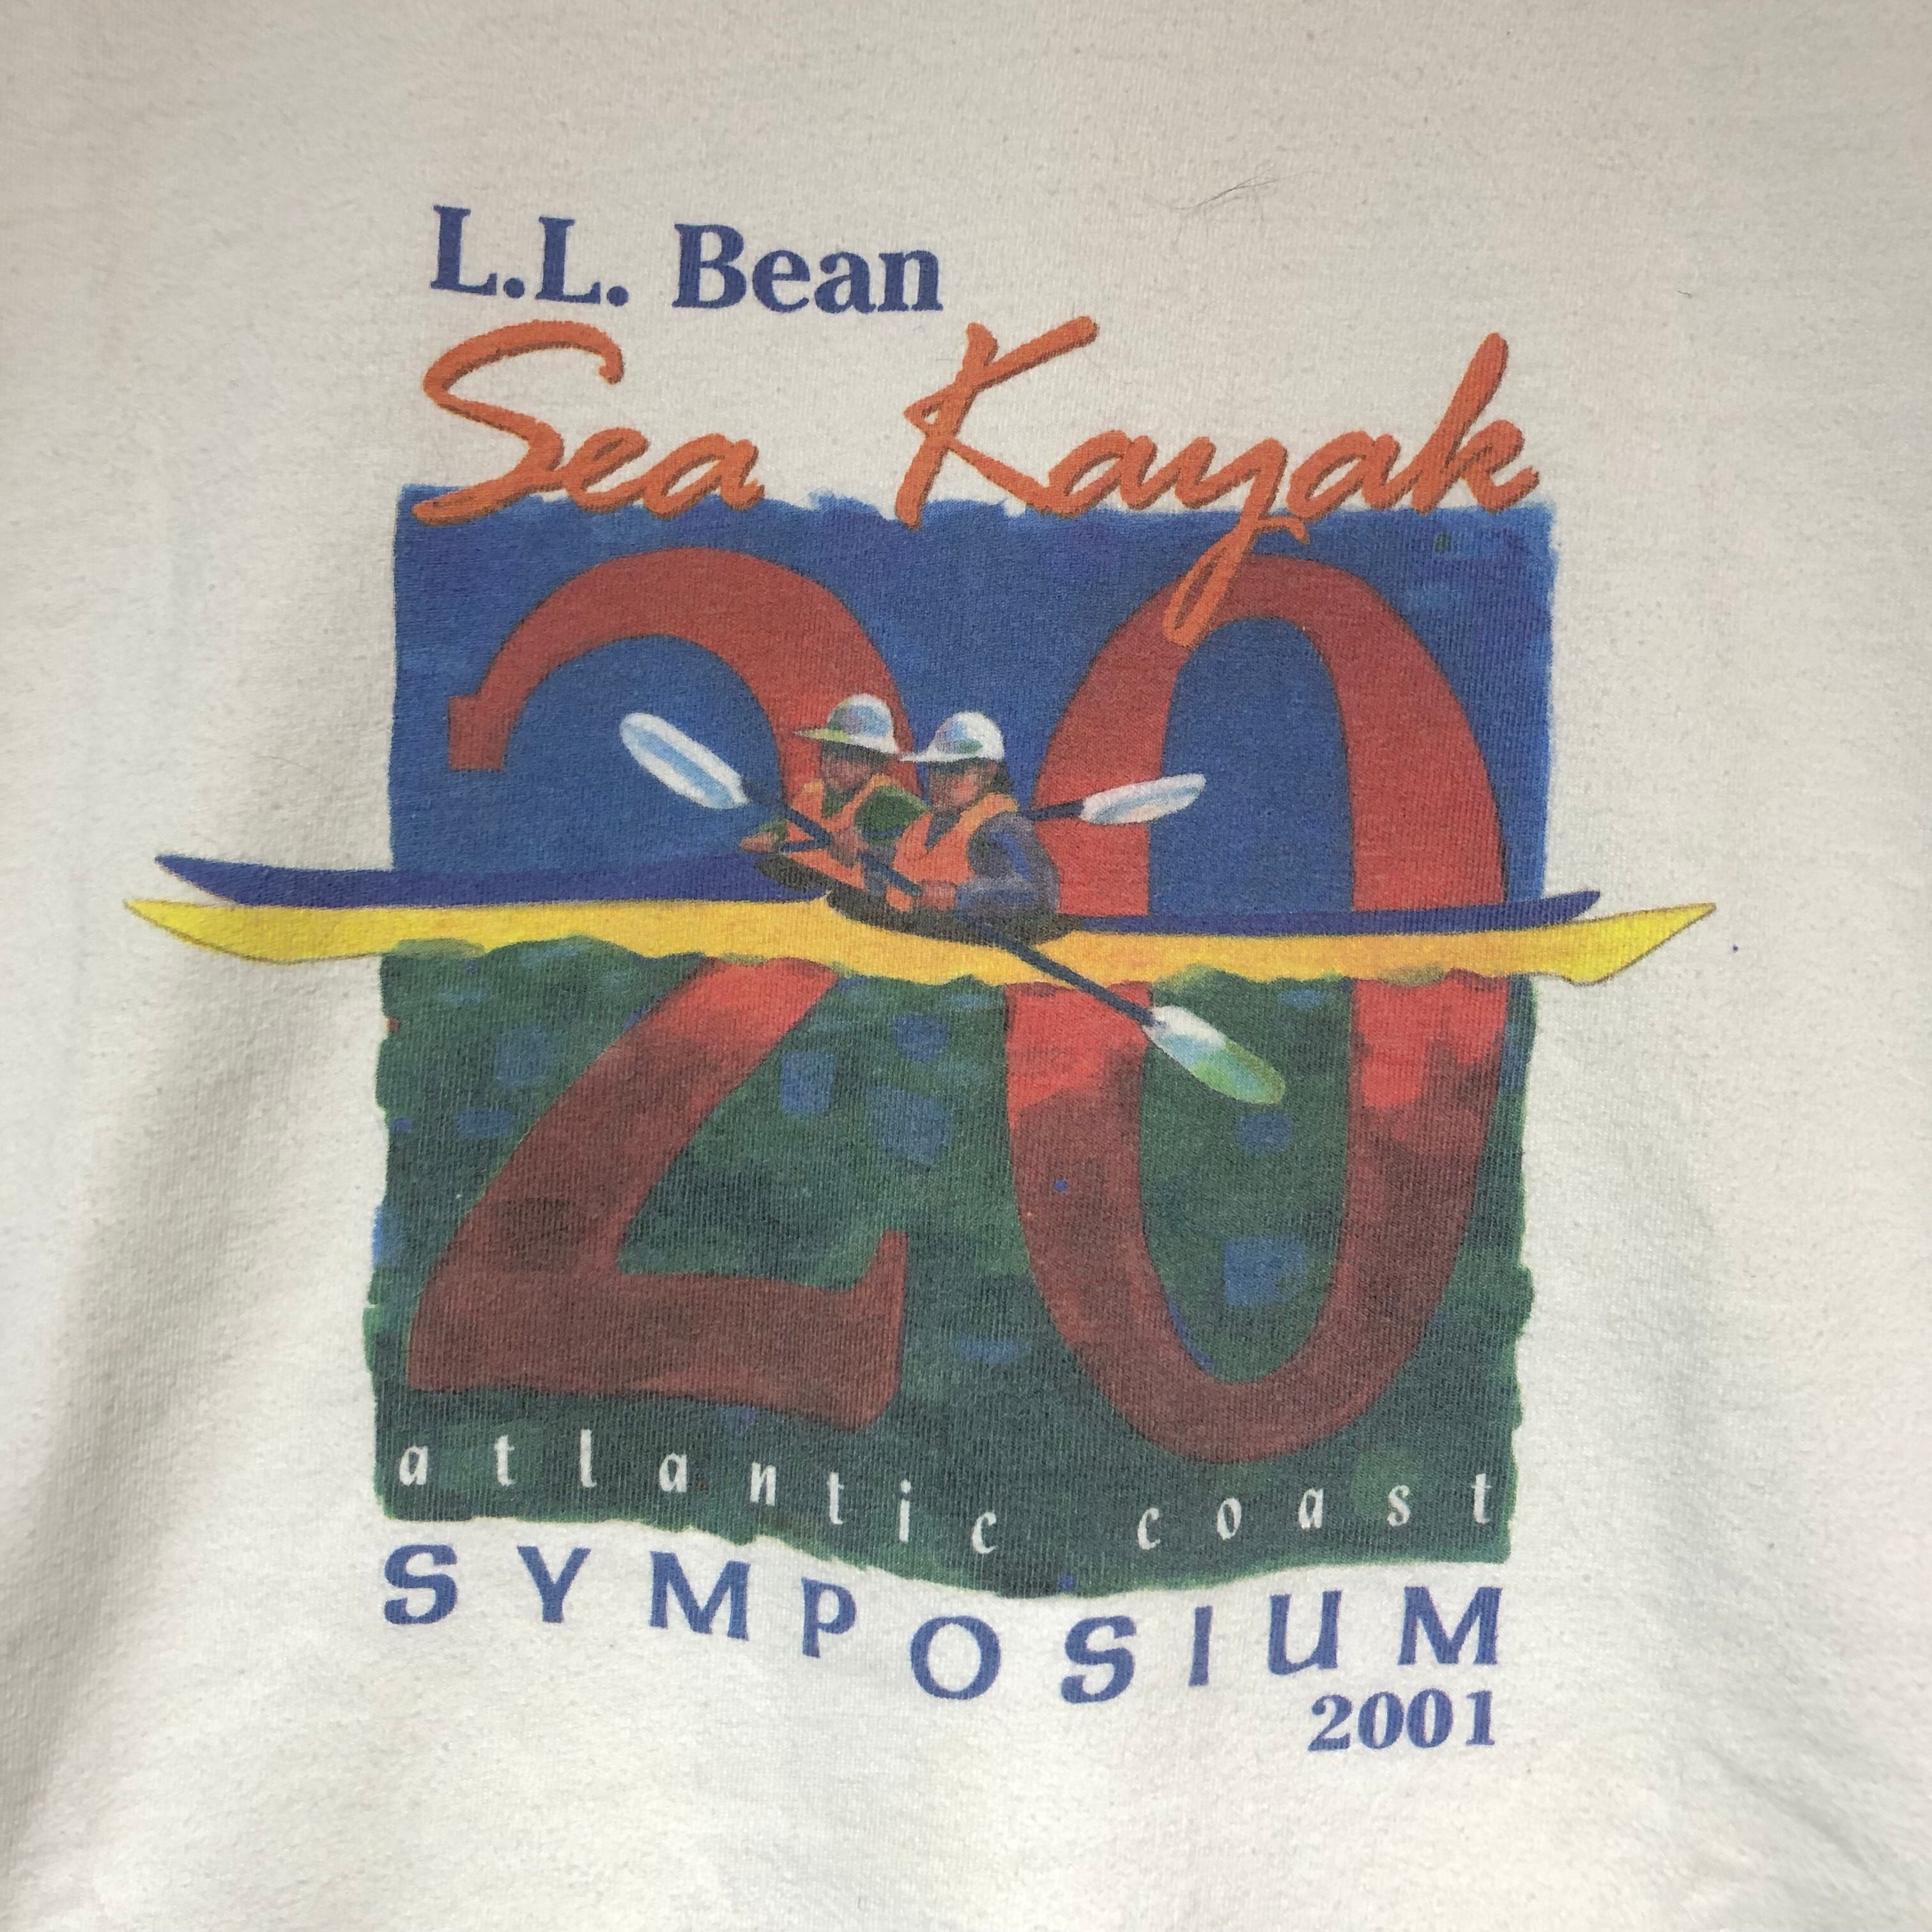 L.L. Bean
Sea Kayak
20
atlantic coast
SYMPOSIUM
2001